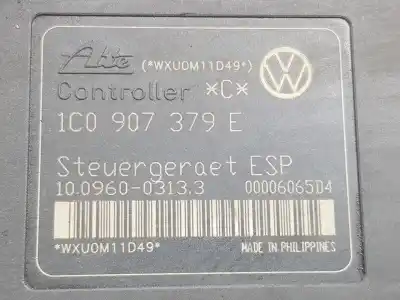 Ate (*WXU0M11D49*)
Controller *C*
1C0 907 379 E
Steuergeraet ESP
10.0960-0313.3 00006065D4
*WXU0M11D49* MADE IN PHILIPPINES